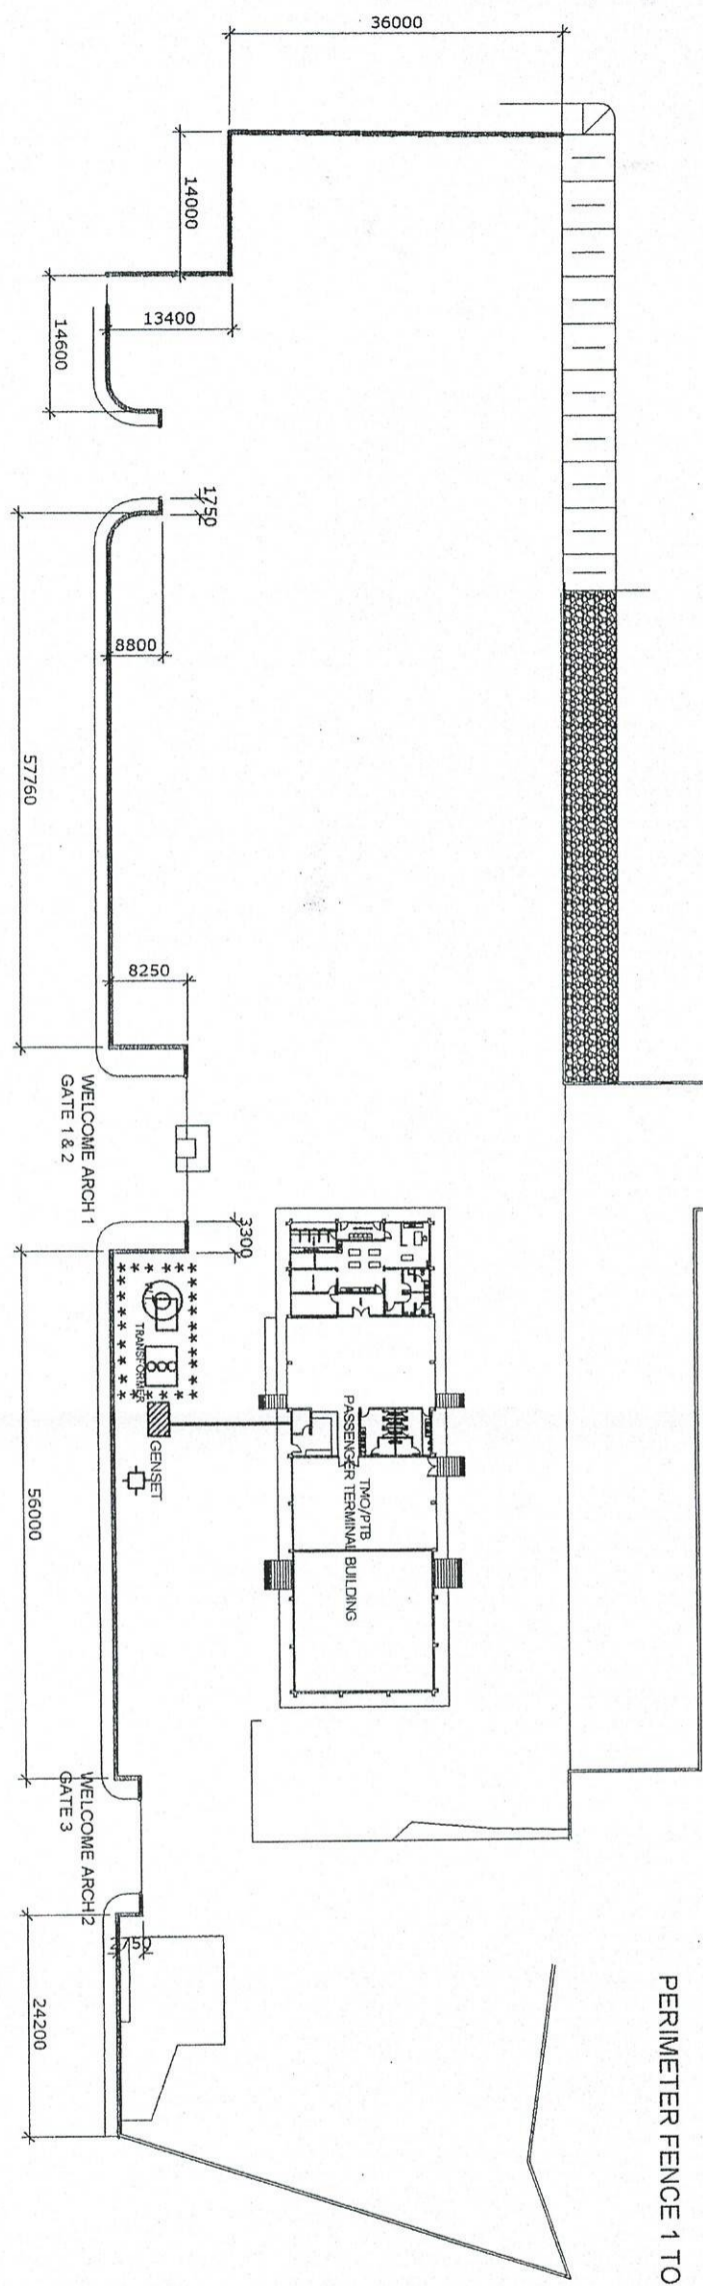 36000
14000
13400
14600
1750
8800
57760
8250
WELCOME ARCH 1
GATE 1 & 2
3300
TRANSFORMER
GENSET
TMO/PTB
PASSENGER TERMINAL BUILDING
56000
WELCOME ARCH 2
GATE 3
24200
PERIMETER FENCE 1 TO